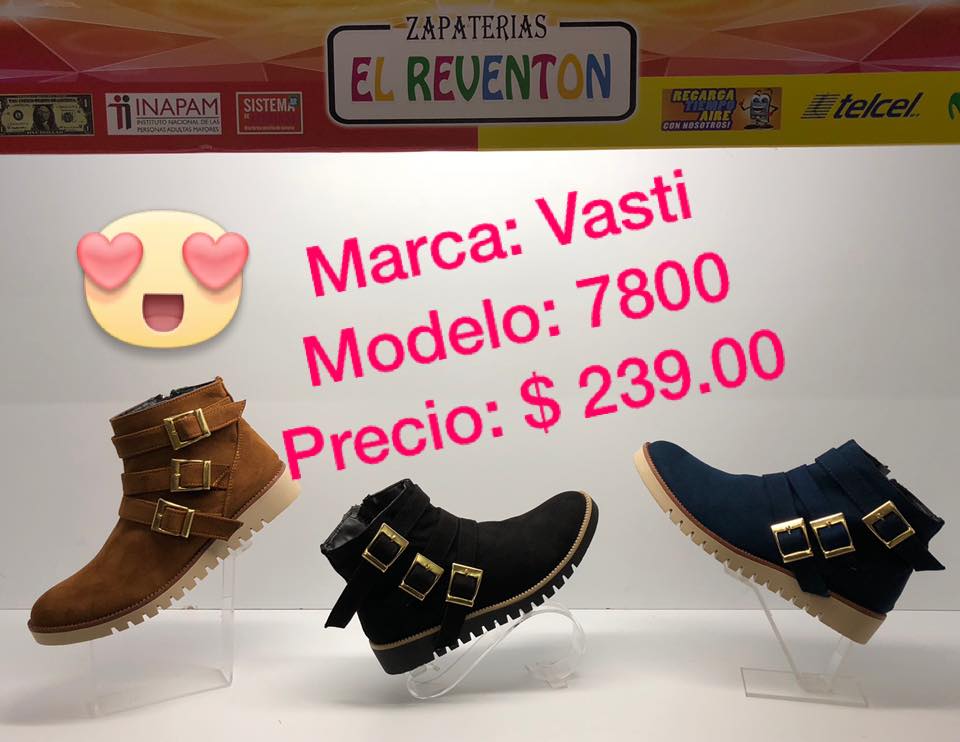 ZAPATERIAS
EL REVENTON
INAPAM
INSTITUTO NACIONAL DE LAS
PERSONAS ADULTAS MAYORES
SISTEMA
RECARGA
TIEMPO
AIRE
CON NOSOTROS!
telcel
Marca: Vasti
Modelo: 7800
Precio: $ 239.00